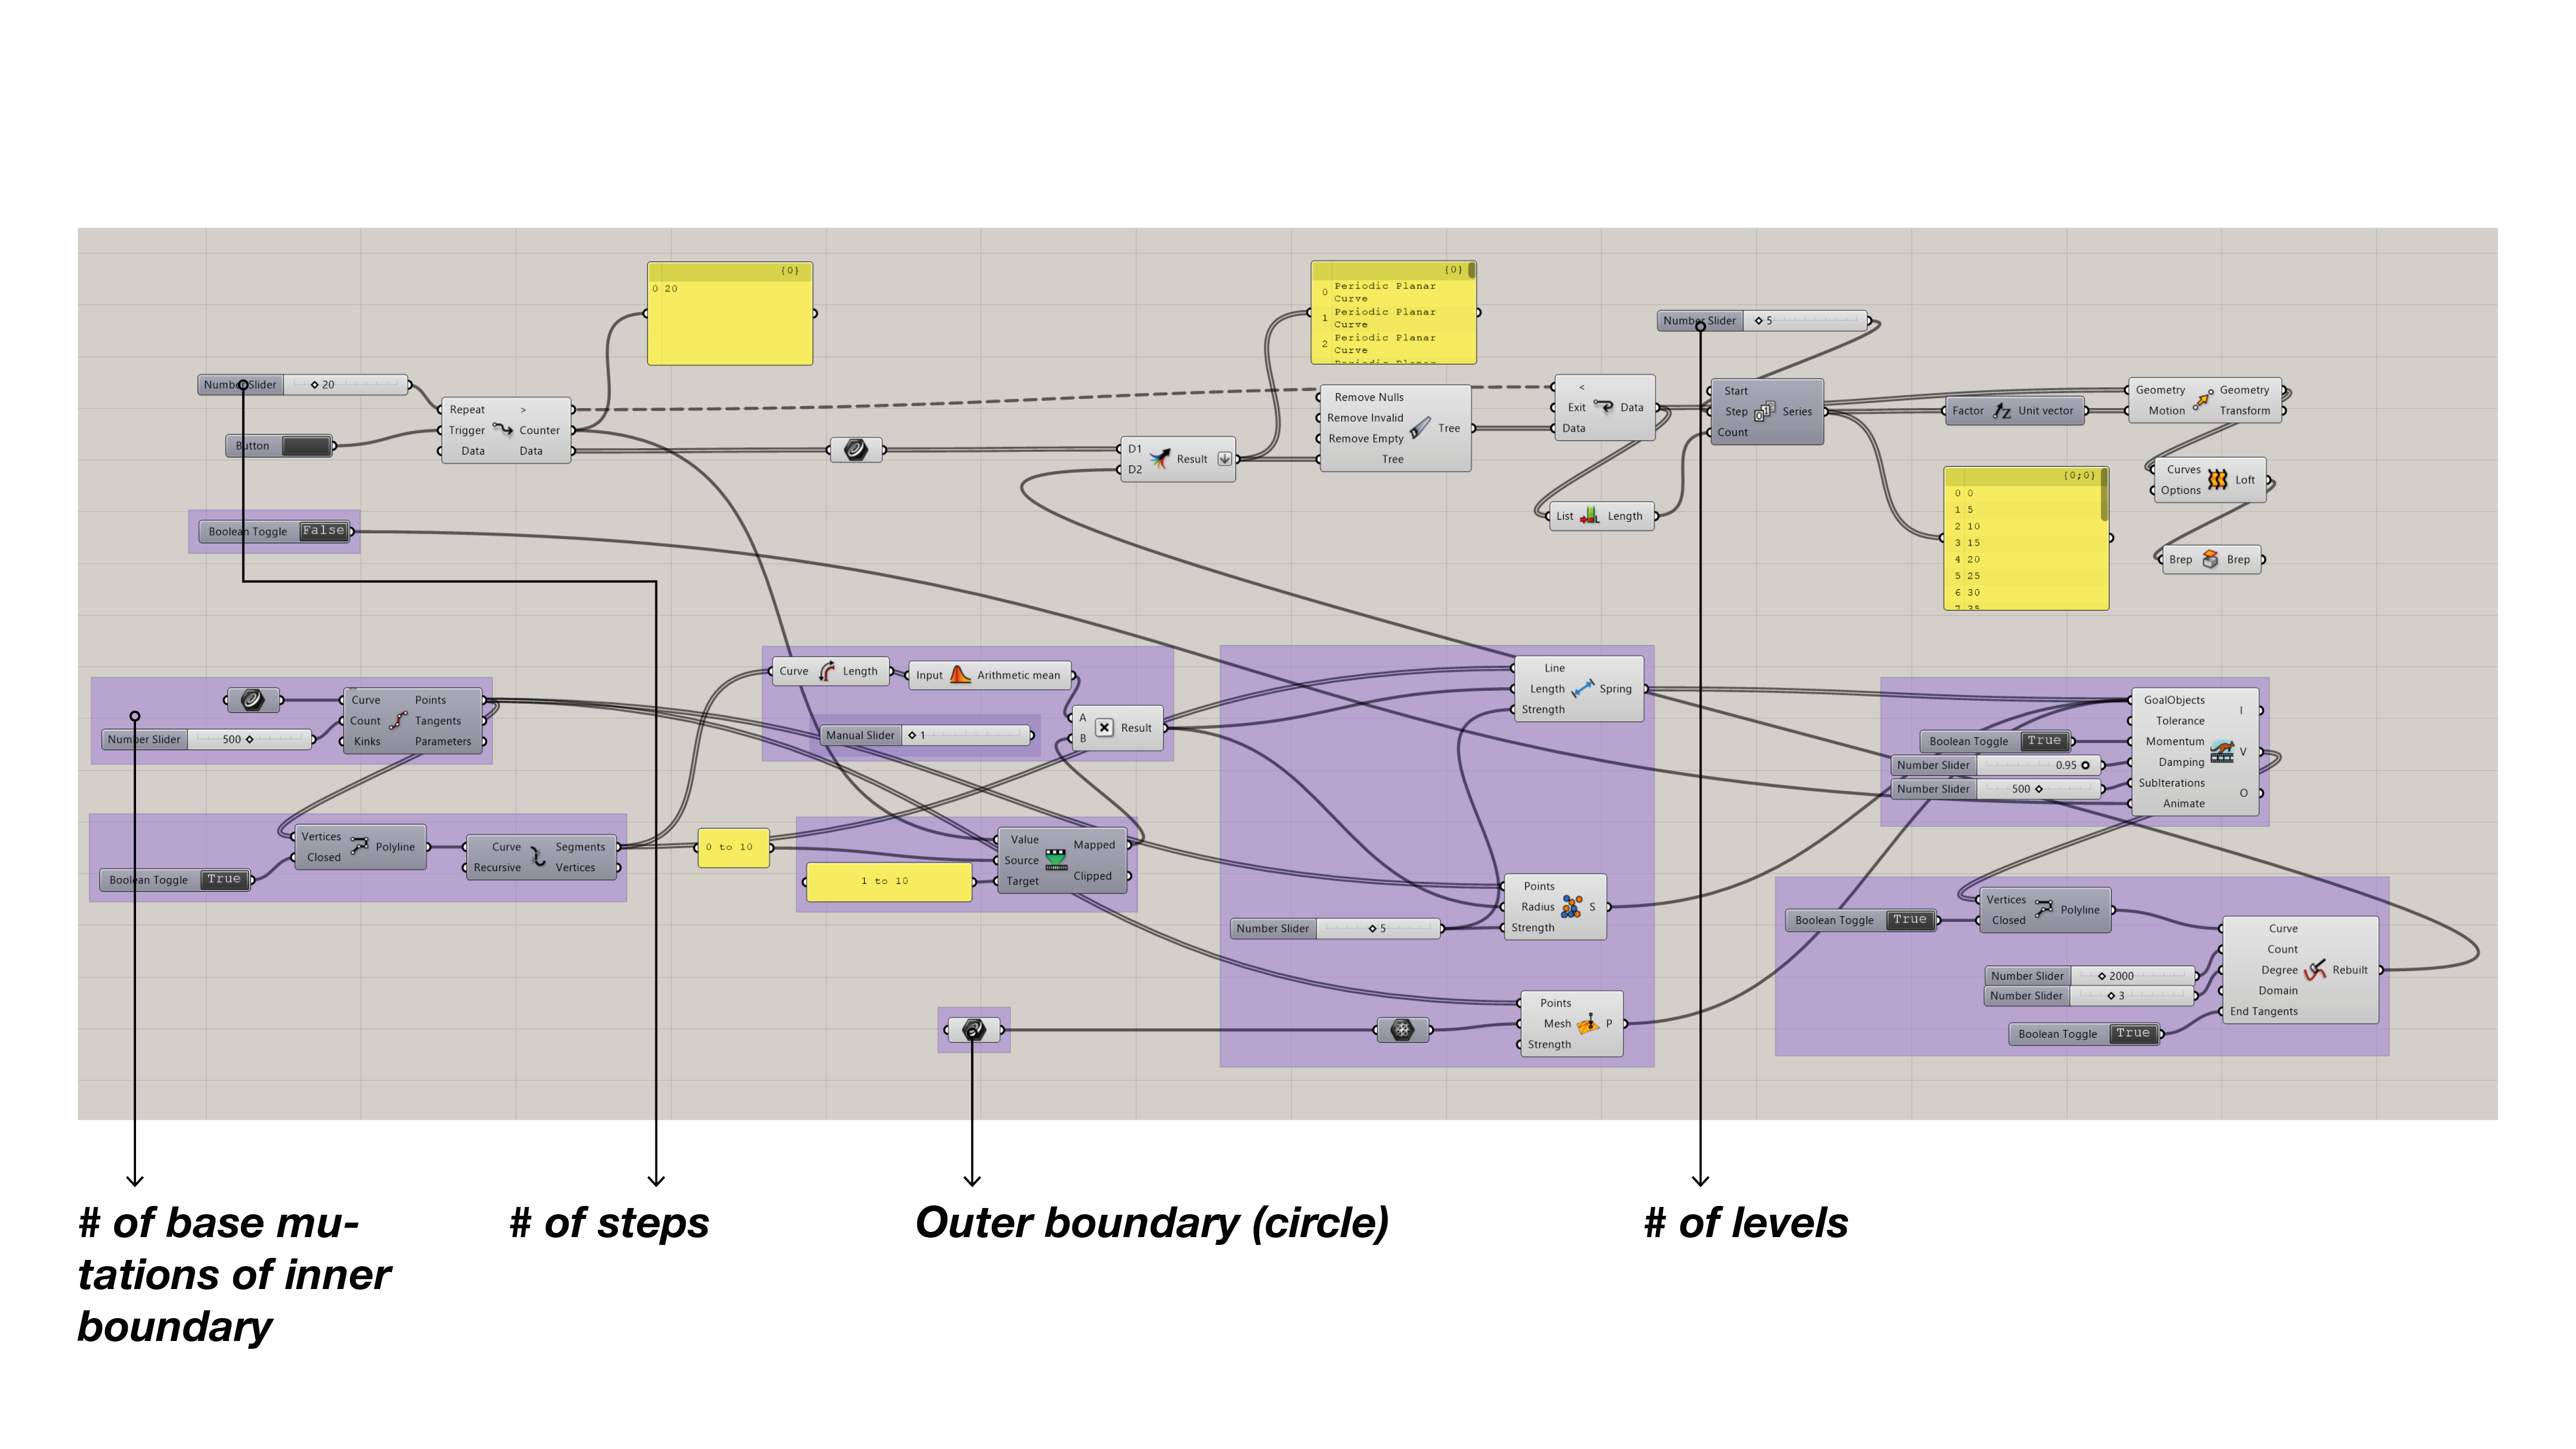 {0}
0 20
{0}
0 Periodic Planar
Curve
1 Periodic Planar
Curve
2 Periodic Planar
Curve
Number Slider 5
Number Slider 20
Repeat >
Trigger Counter
Data Data
Button
D1
D2
Result
Remove Nulls
Remove Invalid
Remove Empty
Tree
Tree
<
Exit Data
Data
Start
Step Series
Count
Factor Unit vector
Geometry Geometry
Motion Transform
Curves
Options
Loft
Brep Brep
List Length
{0;0}
0 0
1 5
2 10
3 15
4 20
5 25
6 30
7 35
Boolean Toggle False
Curve Points
Count Tangents
Kinks Parameters
Number Slider 500
Vertices
Closed
Polyline
Curve Segments
Recursive Vertices
Boolean Toggle True
Curve Length
Input Arithmetic mean
Manual Slider 1
A
B
Result
0 to 10
1 to 10
Value
Source
Target
Mapped
Clipped
Line
Length Spring
Strength
Points
Radius S
Strength
Number Slider 5
Points
Mesh P
Strength
GoalObjects
Tolerance
Momentum
Damping
SubIterations
Animate
I
V
O
Boolean Toggle True
Number Slider 0.95
Number Slider 500
Vertices
Closed
Polyline
Boolean Toggle True
Number Slider 2000
Number Slider 3
Boolean Toggle True
Curve
Count
Degree Rebuilt
Domain
End Tangents
# of base mu-
tations of inner
boundary
# of steps
Outer boundary (circle)
# of levels